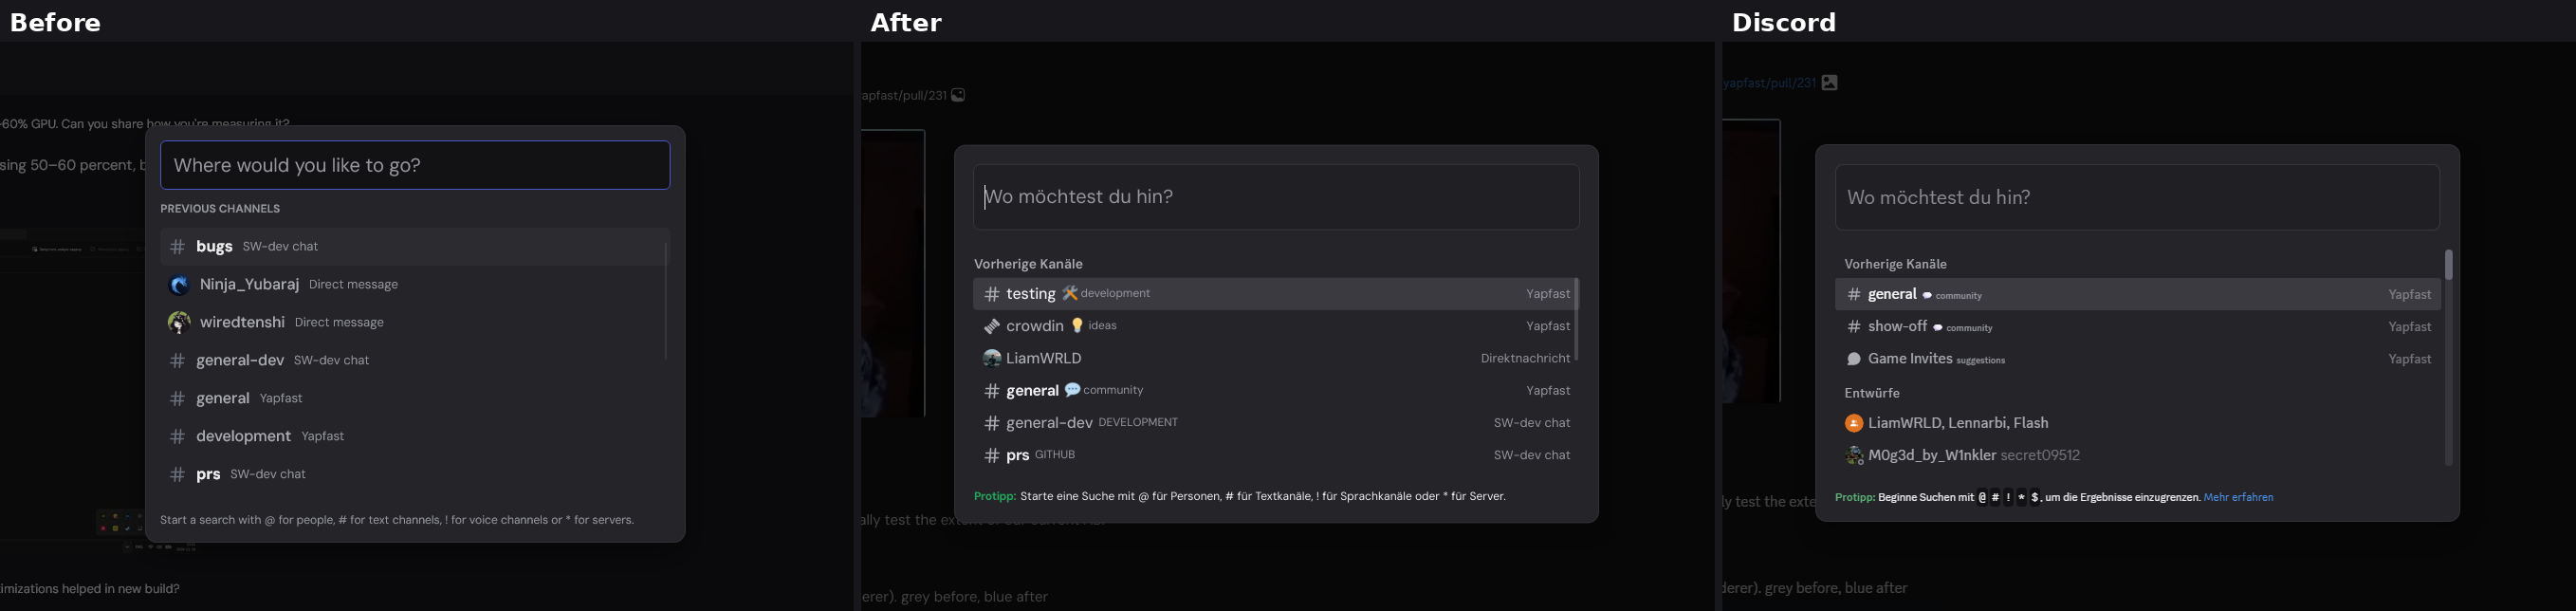 Before
-60% GPU. Can you share how you're measuring it?
sing 50–60 percent, b
Where would you like to go?
PREVIOUS CHANNELS
# bugs SW-dev chat
Ninja_Yubaraj Direct message
wiredtenshi Direct message
# general-dev SW-dev chat
# general Yapfast
# development Yapfast
# prs SW-dev chat
Start a search with @ for people, # for text channels, ! for voice channels or * for servers.
imizations helped in new build?
After
apfast/pull/231
Wo möchtest du hin?
Vorherige Kanäle
# testing 🛠️ development Yapfast
crowdin 💡 ideas Yapfast
LiamWRLD Direktnachricht
# general 💬 community Yapfast
# general-dev DEVELOPMENT SW-dev chat
# prs GITHUB SW-dev chat
Protipp: Starte eine Suche mit @ für Personen, # für Textkanäle, ! für Sprachkanäle oder * für Server.
ally test the
erer). grey before, blue after
Discord
yapfast/pull/231
Wo möchtest du hin?
Vorherige Kanäle
# general 💬 community Yapfast
# show-off 💬 community Yapfast
Game Invites suggestions Yapfast
Entwürfe
LiamWRLD, Lennarbi, Flash
M0g3d_by_W1nkler secret09512
Protipp: Beginne Suchen mit @ # ! * $, um die Ergebnisse einzugrenzen. Mehr erfahren
ly test the exte
derer). grey before, blue after